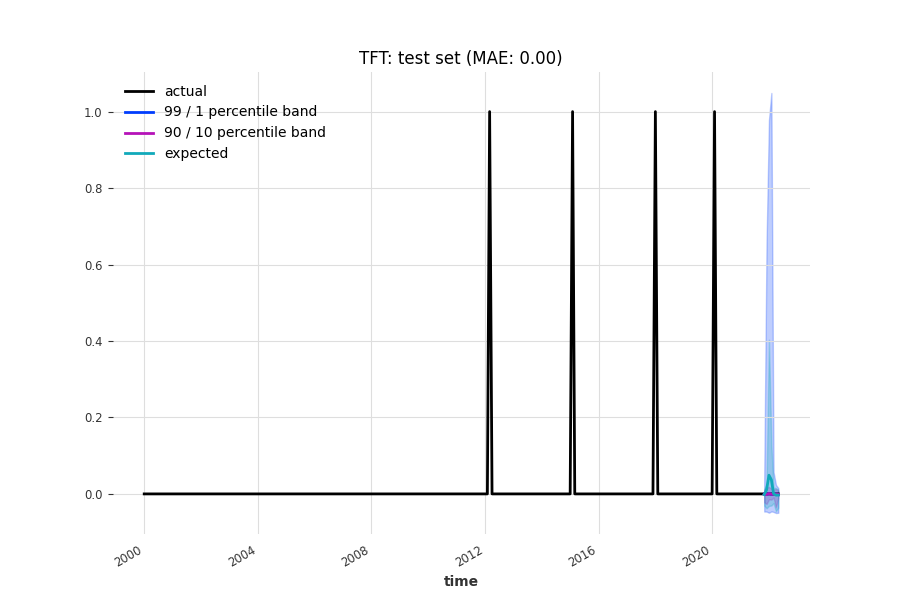 TFT: test set (MAE: 0.00)
actual
99 / 1 percentile band
90 / 10 percentile band
expected
1.0
0.8
0.6
0.4
0.2
0.0
2000
2004
2008
2012
2016
2020
time